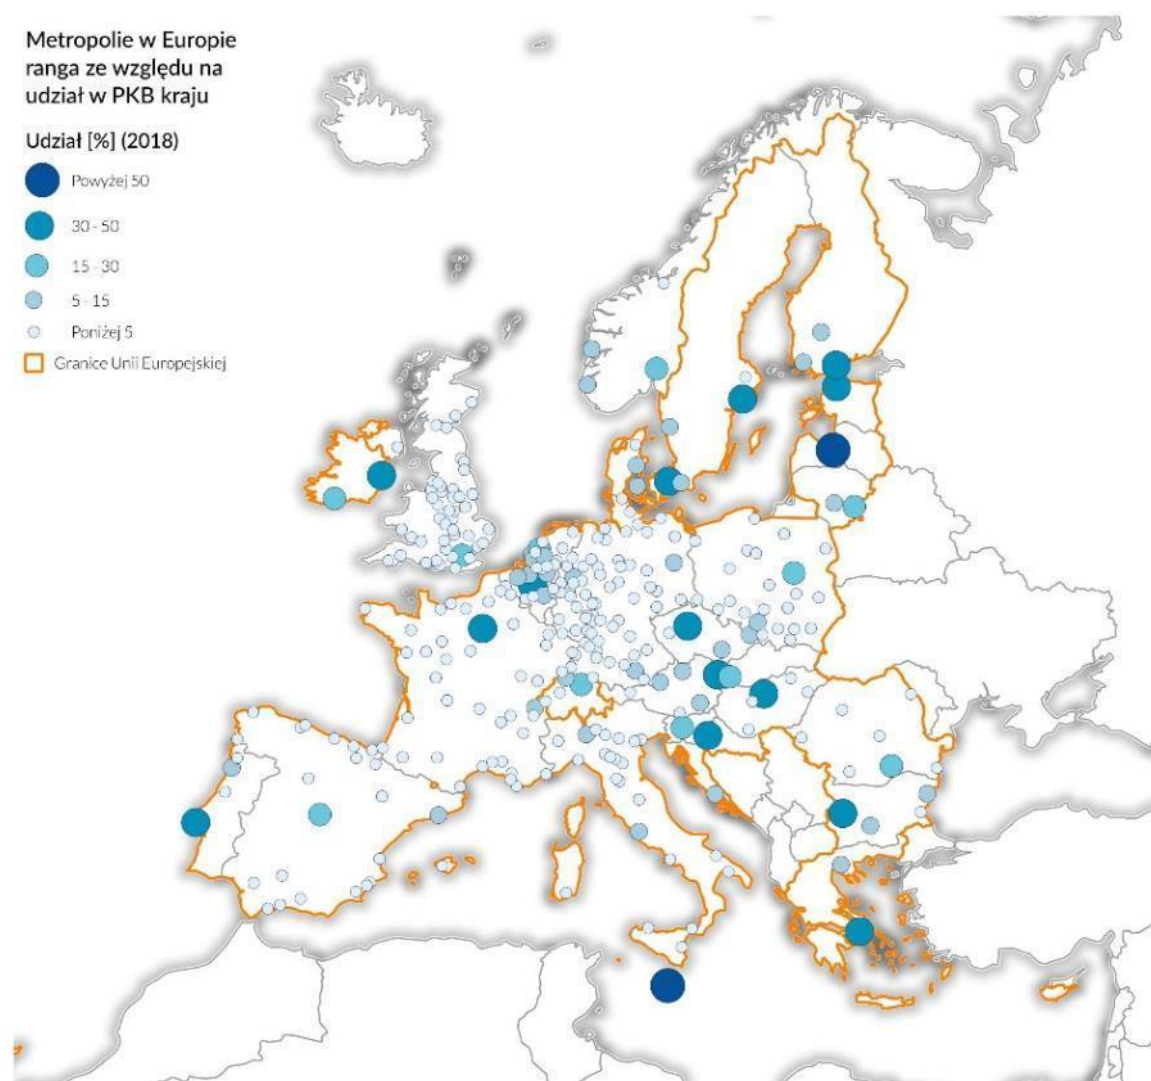 Metropolie w Europie
ranga ze względu na
udział w PKB kraju
Udział [%] (2018)
Powyżej 50
30 - 50
15 - 30
5 - 15
Poniżej 5
Granice Unii Europejskiej